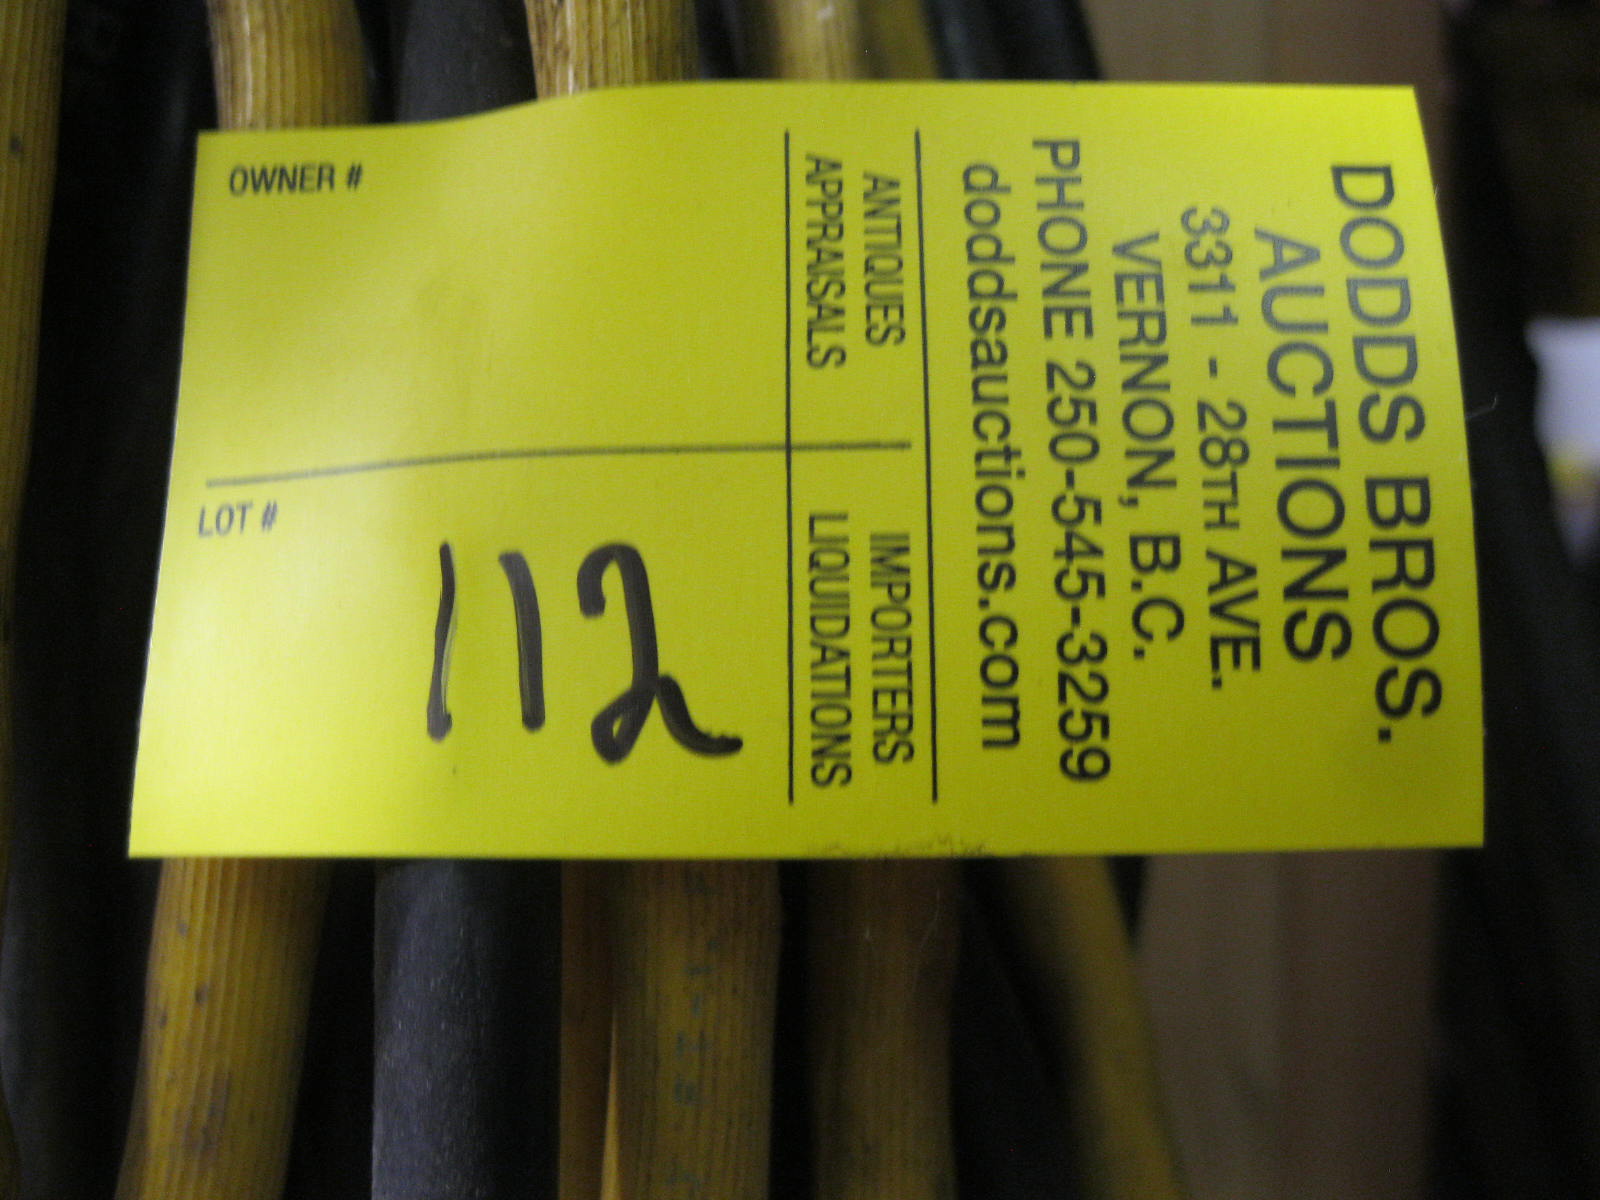 DODDS BROS.
AUCTIONS
3311 - 28TH AVE.
VERNON, B.C.
PHONE 250-545-3259
doddsauctions.com
ANTIQUES
APPRAISALS
IMPORTERS
LIQUIDATIONS
OWNER #
LOT #
112